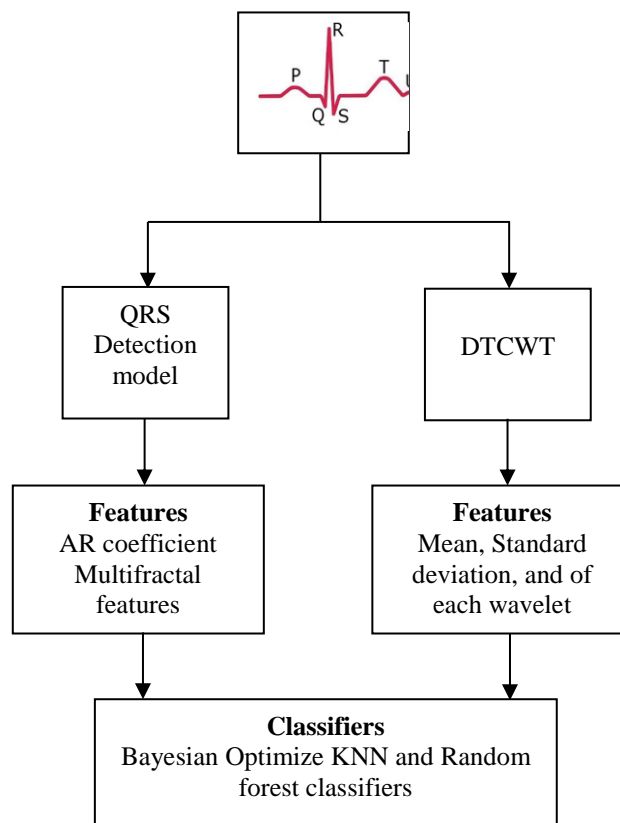 R
P
T
U
Q
S
QRS
Detection
model
DTCWT
Features
AR coefficient
Multifractal
features
Features
Mean, Standard
deviation, and of
each wavelet
Classifiers
Bayesian Optimize KNN and Random
forest classifiers